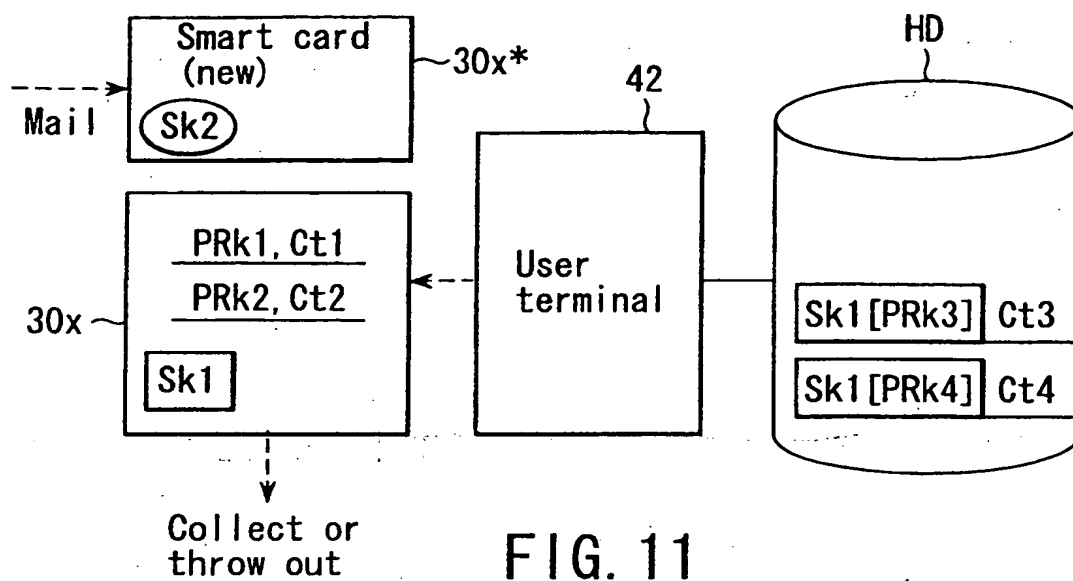 Smart card
(new)
30x*
Mail
Sk2
HD
42
PRk1, Ct1
PRk2, Ct2
30x
Sk1
User
terminal
Sk1[PRk3] Ct3
Sk1[PRk4] Ct4
Collect or
throw out
FIG. 11